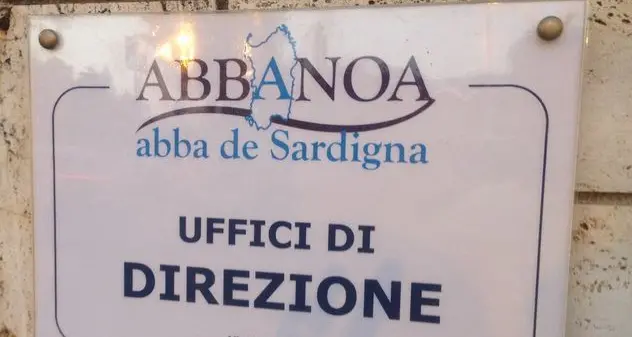 ABBANOA
abba de Sardigna
UFFICI DI
DIREZIONE